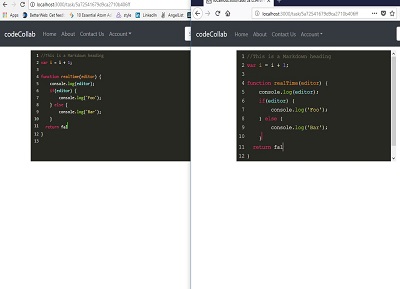 localhost:3000/task/5a12541679d9ca2710b406ff
Apps
BetterWeb: Get feed
10 Essential Atom A
style
LinkedIn
AngelList
codeCollab
Home
About
Contact Us
Account
1 //This is a Markdown heading
2 var i = i + 1;
3
4 function realTime(editor) {
5 console.log(editor);
6 if(editor) {
7 console.log('Foo');
8 } else {
9 console.log('Bar');
10 }
11 return fal
12 }
13
localhost:3000/task/5a12541679d9ca2710b406ff
codeCollab
Home
About
Contact Us
Account
1 //This is a Markdown heading
2 var i = i + 1;
3
4 function realTime(editor) {
5 console.log(editor);
6 if(editor) {
7 console.log('Foo');
8 } else {
9 console.log('Bar');
10 }
11 return fal
12 }